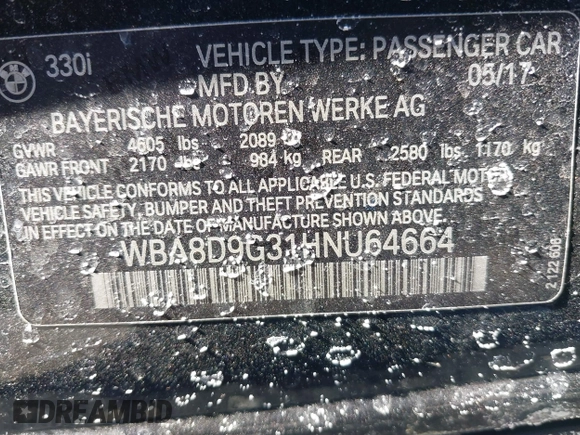 330i
VEHICLE TYPE: PASSENGER CAR
MFD.BY
05/17
BAYERISCHE MOTOREN WERKE AG
GVWR 4605 lbs 2089 kg
GAWR FRONT 2170 lbs 984 kg REAR 2580 lbs 1170 kg
THIS VEHICLE CONFORMS TO ALL APPLICABLE U.S. FEDERAL MOTOR
VEHICLE SAFETY, BUMPER AND THEFT PREVENTION STANDARDS
IN EFFECT ON DATE OF MANUFACTURE SHOWN ABOVE.
WBA8D9G31HNU64664
2 122 606
DREAMBID